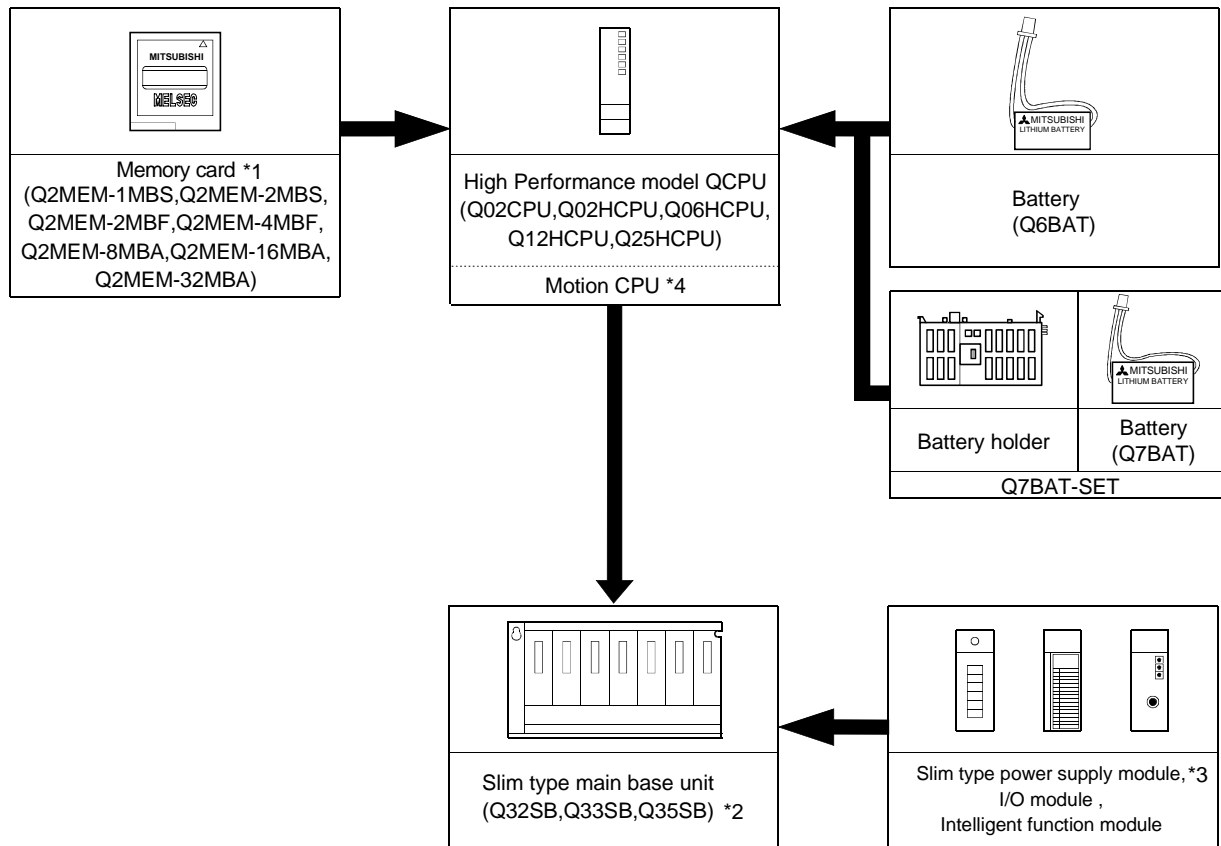 MITSUBISHI
MELSEC
Memory card *1
(Q2MEM-1MBS,Q2MEM-2MBS,
Q2MEM-2MBF,Q2MEM-4MBF,
Q2MEM-8MBA,Q2MEM-16MBA,
Q2MEM-32MBA)
High Performance model QCPU
(Q02CPU,Q02HCPU,Q06HCPU,
Q12HCPU,Q25HCPU)
Motion CPU *4
MITSUBISHI
LITHIUM BATTERY
Battery
(Q6BAT)
MITSUBISHI
LITHIUM BATTERY
Battery holder
Battery
(Q7BAT)
Q7BAT-SET
Slim type main base unit
(Q32SB,Q33SB,Q35SB) *2
Slim type power supply module,*3
I/O module ,
Intelligent function module